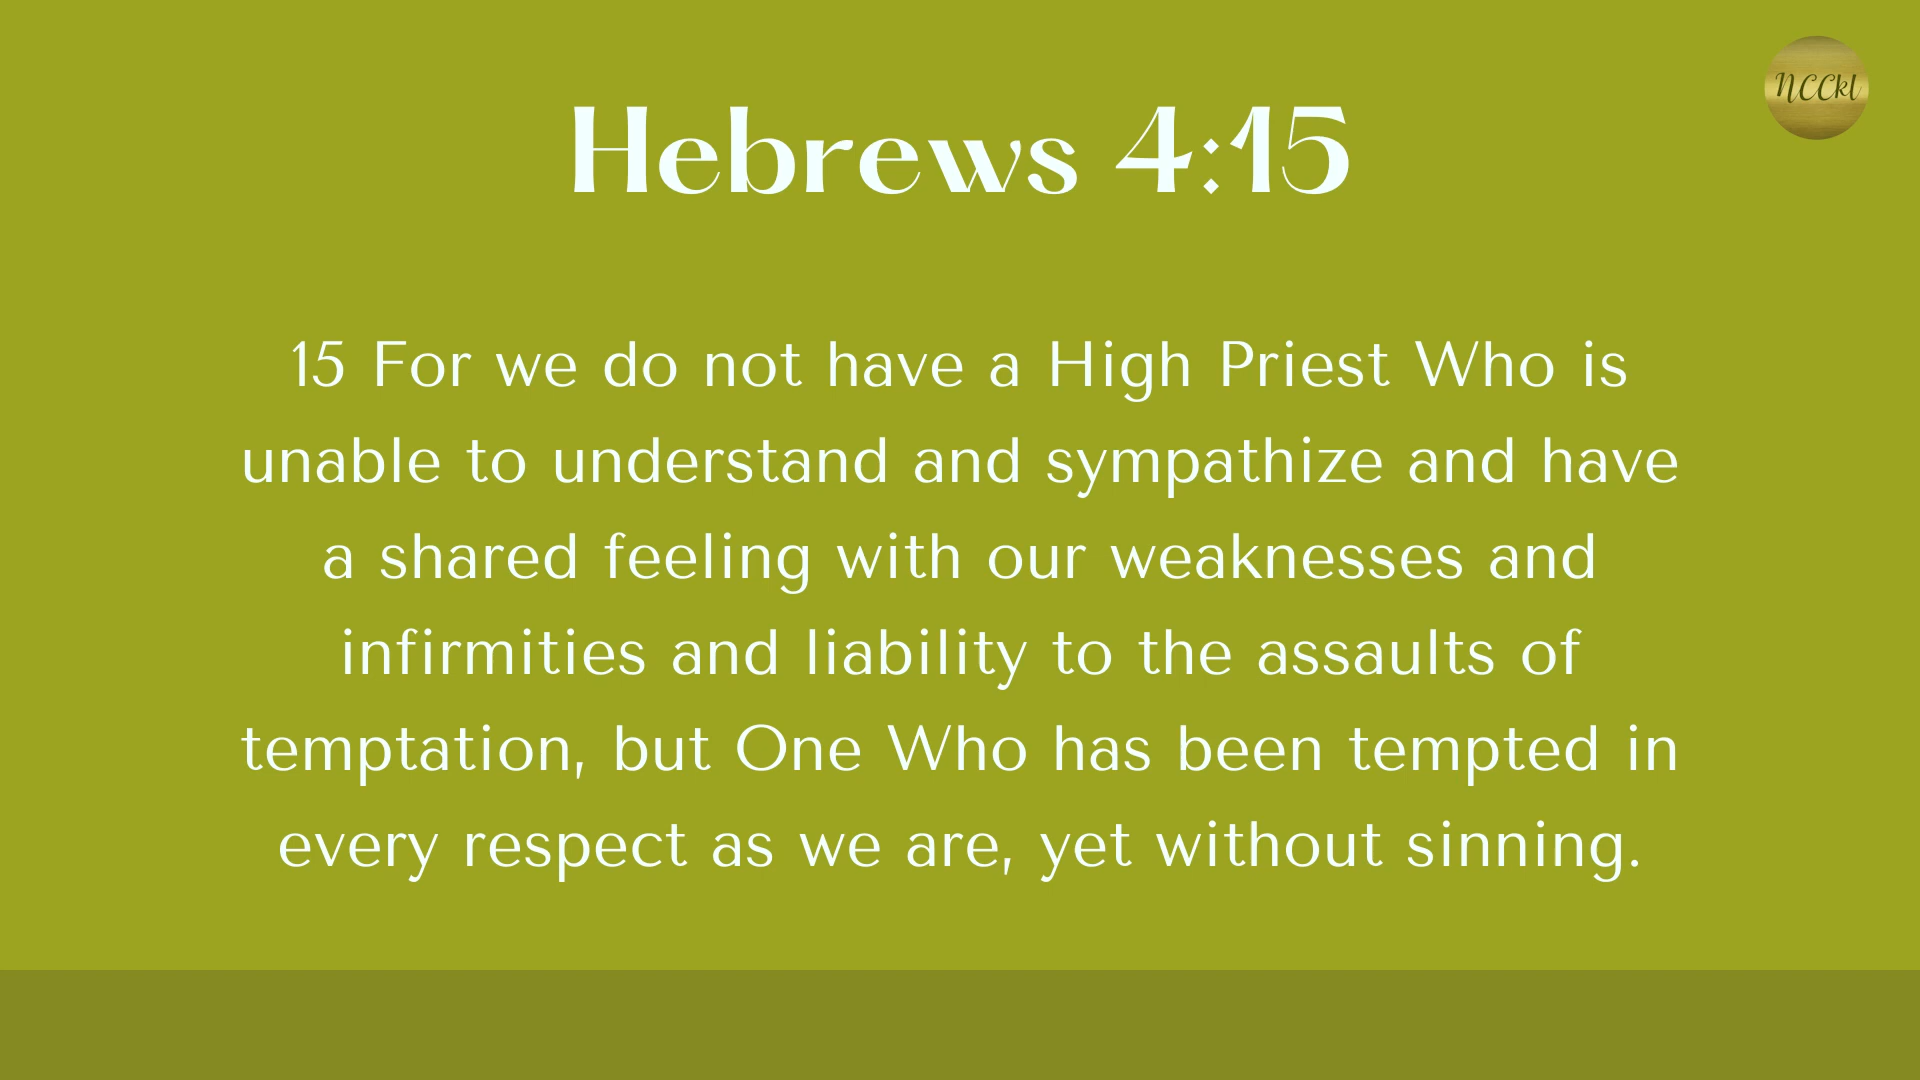 NCCkl
Hebrews 4:15
15 For we do not have a High Priest Who is
unable to understand and sympathize and have
a shared feeling with our weaknesses and
infirmities and liability to the assaults of
temptation, but One Who has been tempted in
every respect as we are, yet without sinning.